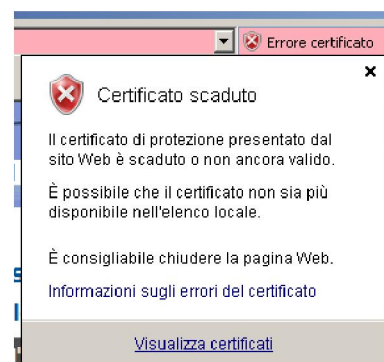 Errore certificato
Certificato scaduto
Il certificato di protezione presentato dal
sito Web è scaduto o non ancora valido.
È possibile che il certificato non sia più
disponibile nell'elenco locale.
È consigliabile chiudere la pagina Web.
Informazioni sugli errori del certificato
Visualizza certificati